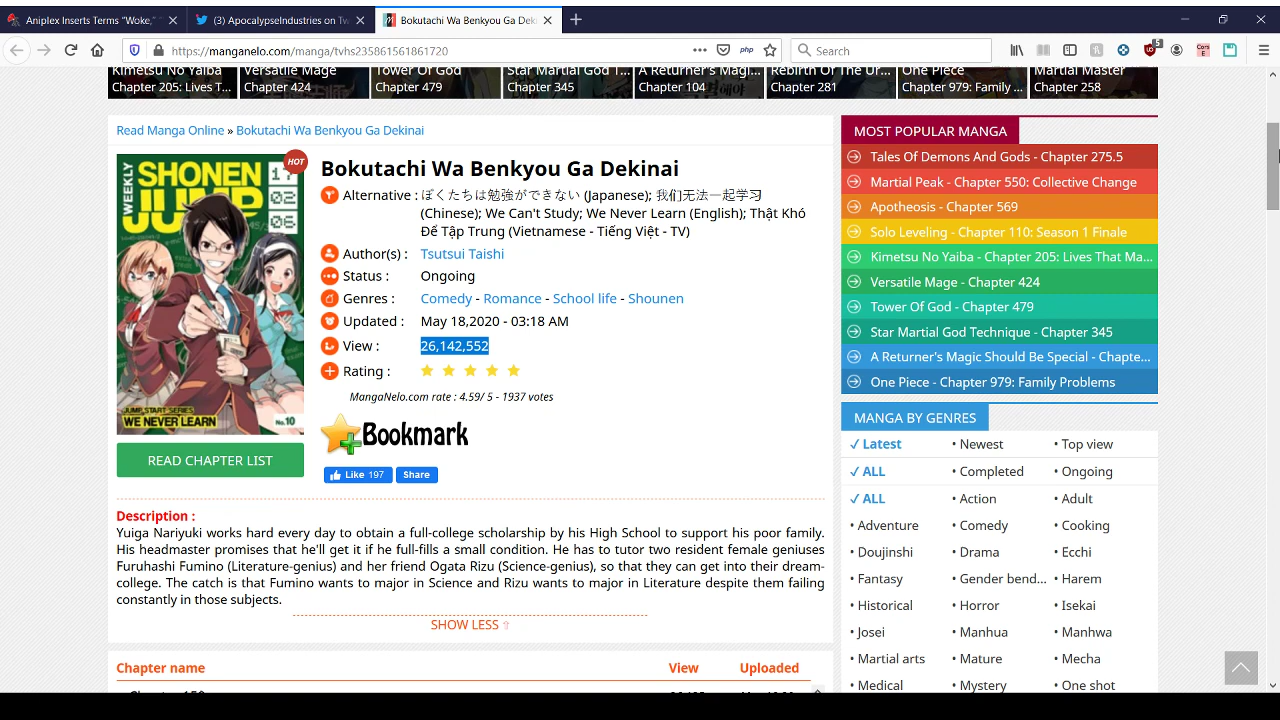 Aniplex Inserts Terms "Woke,"
(3) ApocalypseIndustries on Tw
Bokutachi Wa Benkyou Ga Dek
https://manganelo.com/manga/tvhs235861561861720
php
Search
5
Kimetsu No Yaiba
Chapter 205: Lives T...
Versatile Mage
Chapter 424
Tower Of God
Chapter 479
Star Martial God T...
Chapter 345
A Returner's Magi...
Chapter 104
Rebirth Of The Ur...
Chapter 281
One Piece
Chapter 979: Family ...
Martial Master
Chapter 258
Read Manga Online » Bokutachi Wa Benkyou Ga Dekinai
HOT
WEEKLY
SHONEN
JUMP
17
02
06
JUMP START SERIES
WE NEVER LEARN
No.10
READ CHAPTER LIST
Bokutachi Wa Benkyou Ga Dekinai
Alternative : ぼくたちは勉強ができない (Japanese); 我们无法一起学习
(Chinese); We Can't Study; We Never Learn (English); Thật Khó
Để Tập Trung (Vietnamese - Tiếng Việt - TV)
Author(s) : Tsutsui Taishi
Status : Ongoing
Genres : Comedy - Romance - School life - Shounen
Updated : May 18,2020 - 03:18 AM
View : 26,142,552
Rating :
MangaNelo.com rate : 4.59/ 5 - 1937 votes
Bookmark
Like 197 Share
Description :
Yuiga Nariyuki works hard every day to obtain a full-college scholarship by his High School to support his poor family.
His headmaster promises that he'll get it if he full-fills a small condition. He has to tutor two resident female geniuses
Furuhashi Fumino (Literature-genius) and her friend Ogata Rizu (Science-genius), so that they can get into their dream-
college. The catch is that Fumino wants to major in Science and Rizu wants to major in Literature despite them failing
constantly in those subjects.
SHOW LESS ⇧
Chapter name View Uploaded
MOST POPULAR MANGA
Tales Of Demons And Gods - Chapter 275.5
Martial Peak - Chapter 550: Collective Change
Apotheosis - Chapter 569
Solo Leveling - Chapter 110: Season 1 Finale
Kimetsu No Yaiba - Chapter 205: Lives That Ma...
Versatile Mage - Chapter 424
Tower Of God - Chapter 479
Star Martial God Technique - Chapter 345
A Returner's Magic Should Be Special - Chapte...
One Piece - Chapter 979: Family Problems
MANGA BY GENRES
✓ Latest • Newest • Top view
✓ ALL • Completed • Ongoing
✓ ALL • Action • Adult
• Adventure • Comedy • Cooking
• Doujinshi • Drama • Ecchi
• Fantasy • Gender bend... • Harem
• Historical • Horror • Isekai
• Josei • Manhua • Manhwa
• Martial arts • Mature • Mecha
• Medical • Mystery • One shot